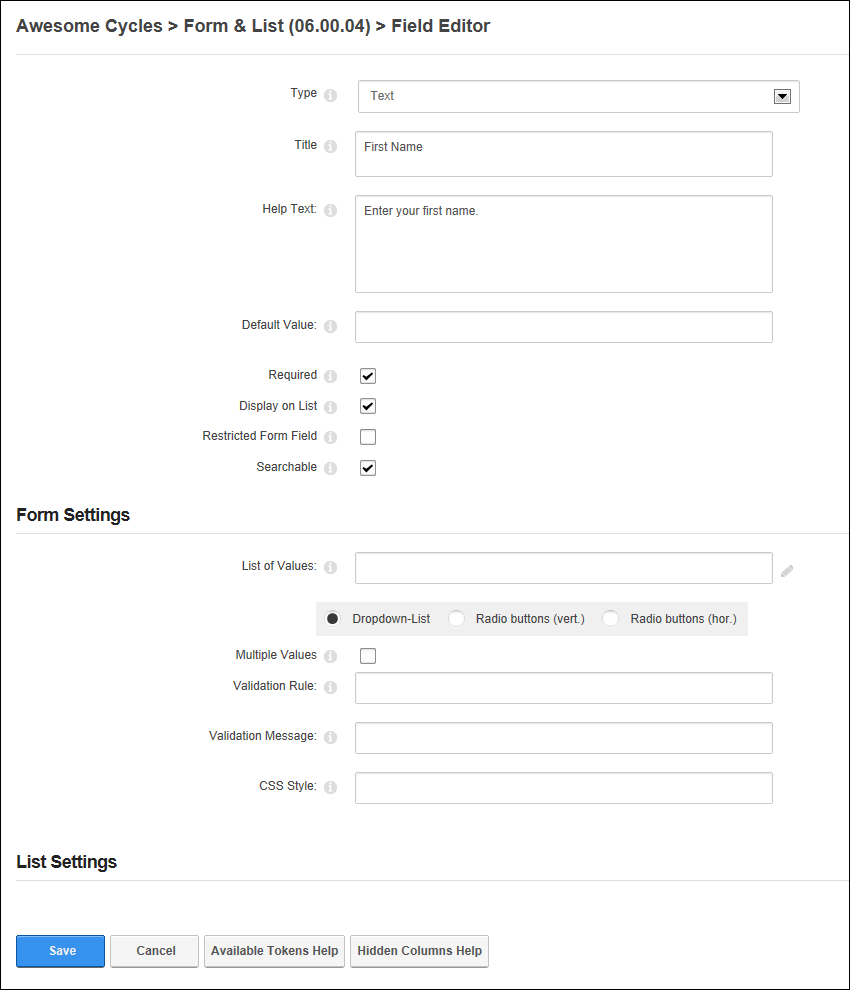 Awesome Cycles > Form & List (06.00.04) > Field Editor
Type
Text
Title
First Name
Help Text:
Enter your first name.
Default Value:
Required
Display on List
Restricted Form Field
Searchable
Form Settings
List of Values:
Dropdown-List Radio buttons (vert.) Radio buttons (hor.)
Multiple Values
Validation Rule:
Validation Message:
CSS Style:
List Settings
Save Cancel Available Tokens Help Hidden Columns Help